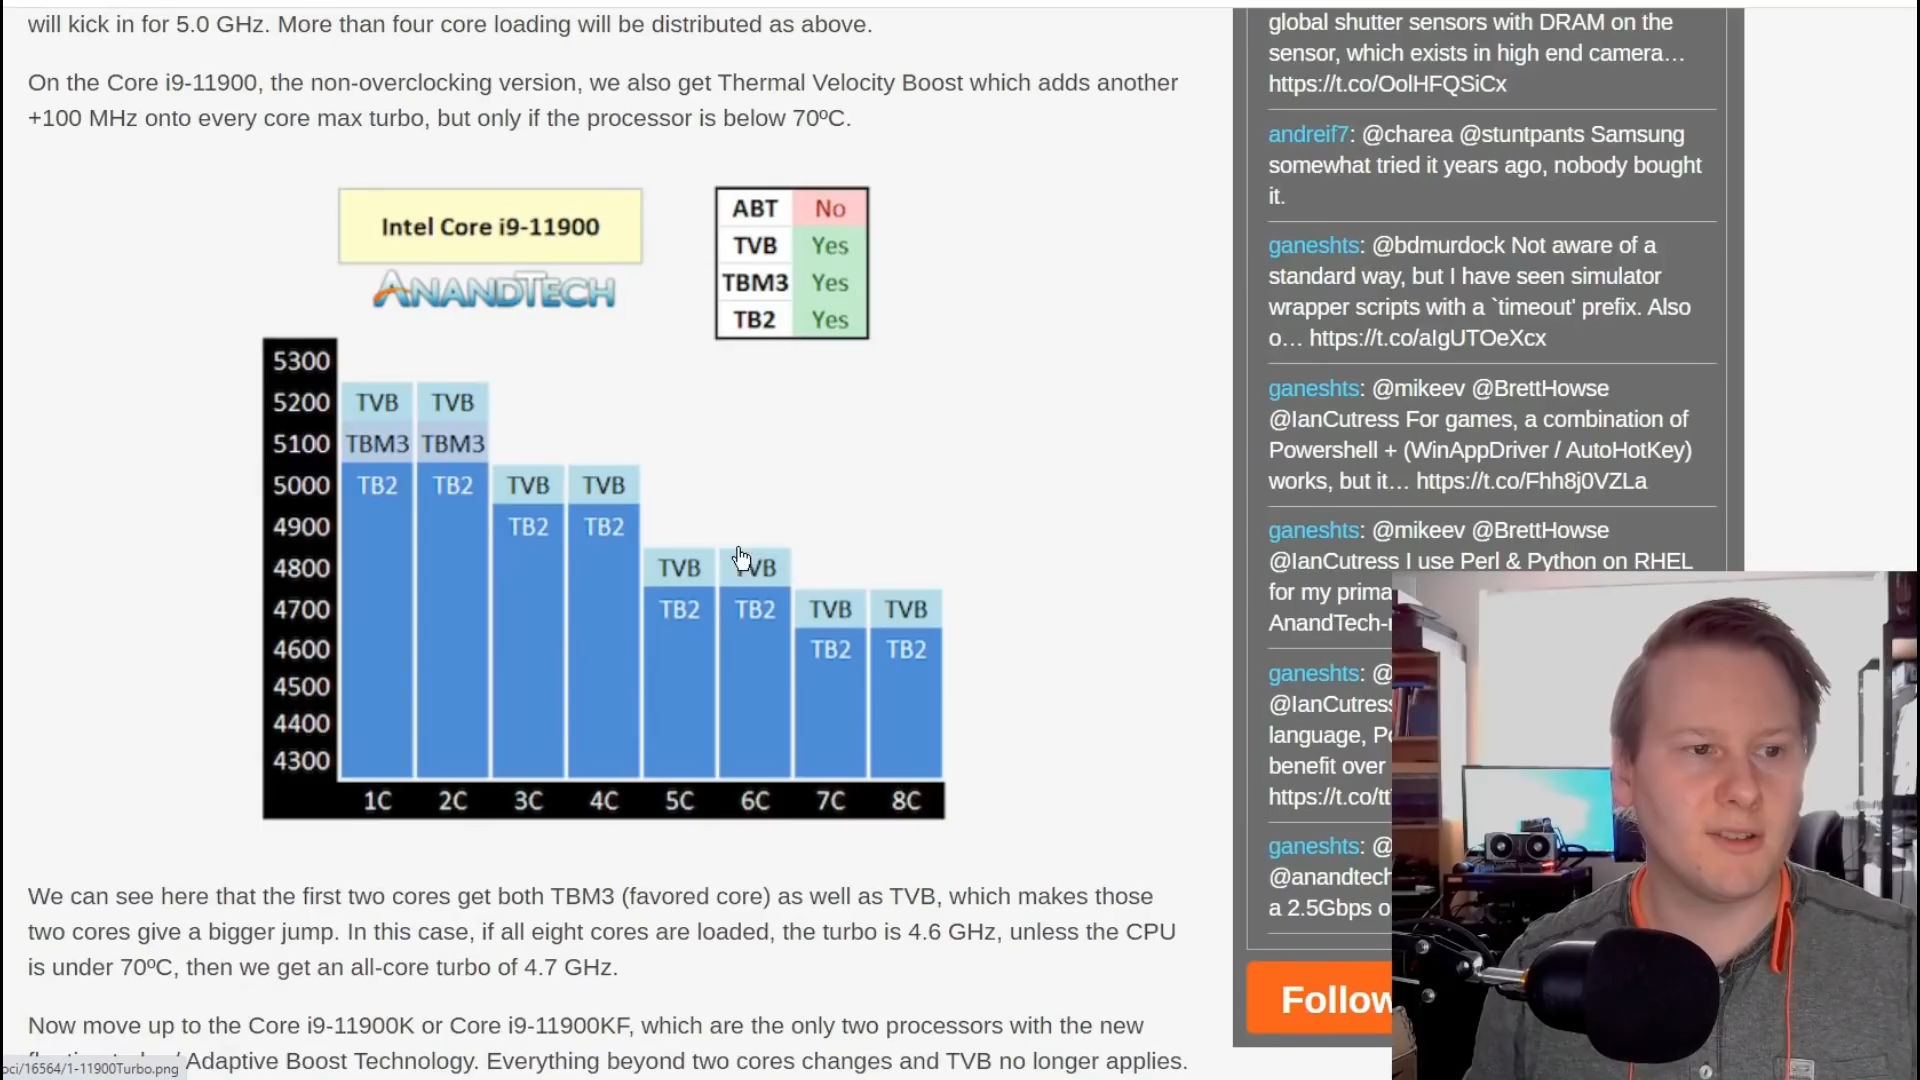 will kick in for 5.0 GHz. More than four core loading will be distributed as above.
On the Core i9-11900, the non-overclocking version, we also get Thermal Velocity Boost which adds another
+100 MHz onto every core max turbo, but only if the processor is below 70ºC.
Intel Core i9-11900
ANANDTECH
ABT No
TVB Yes
TBM3 Yes
TB2 Yes
5300
5200 TVB TVB
5100 TBM3 TBM3
5000 TB2 TB2 TVB TVB
4900 TB2 TB2
4800 TVB TVB
4700 TB2 TB2 TVB TVB
4600 TB2 TB2
4500
4400
4300
1C 2C 3C 4C 5C 6C 7C 8C
We can see here that the first two cores get both TBM3 (favored core) as well as TVB, which makes those
two cores give a bigger jump. In this case, if all eight cores are loaded, the turbo is 4.6 GHz, unless the CPU
is under 70ºC, then we get an all-core turbo of 4.7 GHz.
Now move up to the Core i9-11900K or Core i9-11900KF, which are the only two processors with the new
Adaptive Boost Technology. Everything beyond two cores changes and TVB no longer applies.
oci/16564/1-11900Turbo.png
global shutter sensors with DRAM on the
sensor, which exists in high end camera…
https://t.co/OolHFQSiCx
andreif7: @charea @stuntpants Samsung
somewhat tried it years ago, nobody bought
it.
ganeshts: @bdmurdock Not aware of a
standard way, but I have seen simulator
wrapper scripts with a `timeout' prefix. Also
o… https://t.co/aIgUTOeXcx
ganeshts: @mikeev @BrettHowse
@IanCutress For games, a combination of
Powershell + (WinAppDriver / AutoHotKey)
works, but it… https://t.co/Fhh8j0VZLa
ganeshts: @mikeev @BrettHowse
@IanCutress I use Perl & Python on RHEL
for my prima
AnandTech-
ganeshts: @
@IanCutress
language, P
benefit over
https://t.co/tt
ganeshts: @
@anandtech
a 2.5Gbps o
Follow